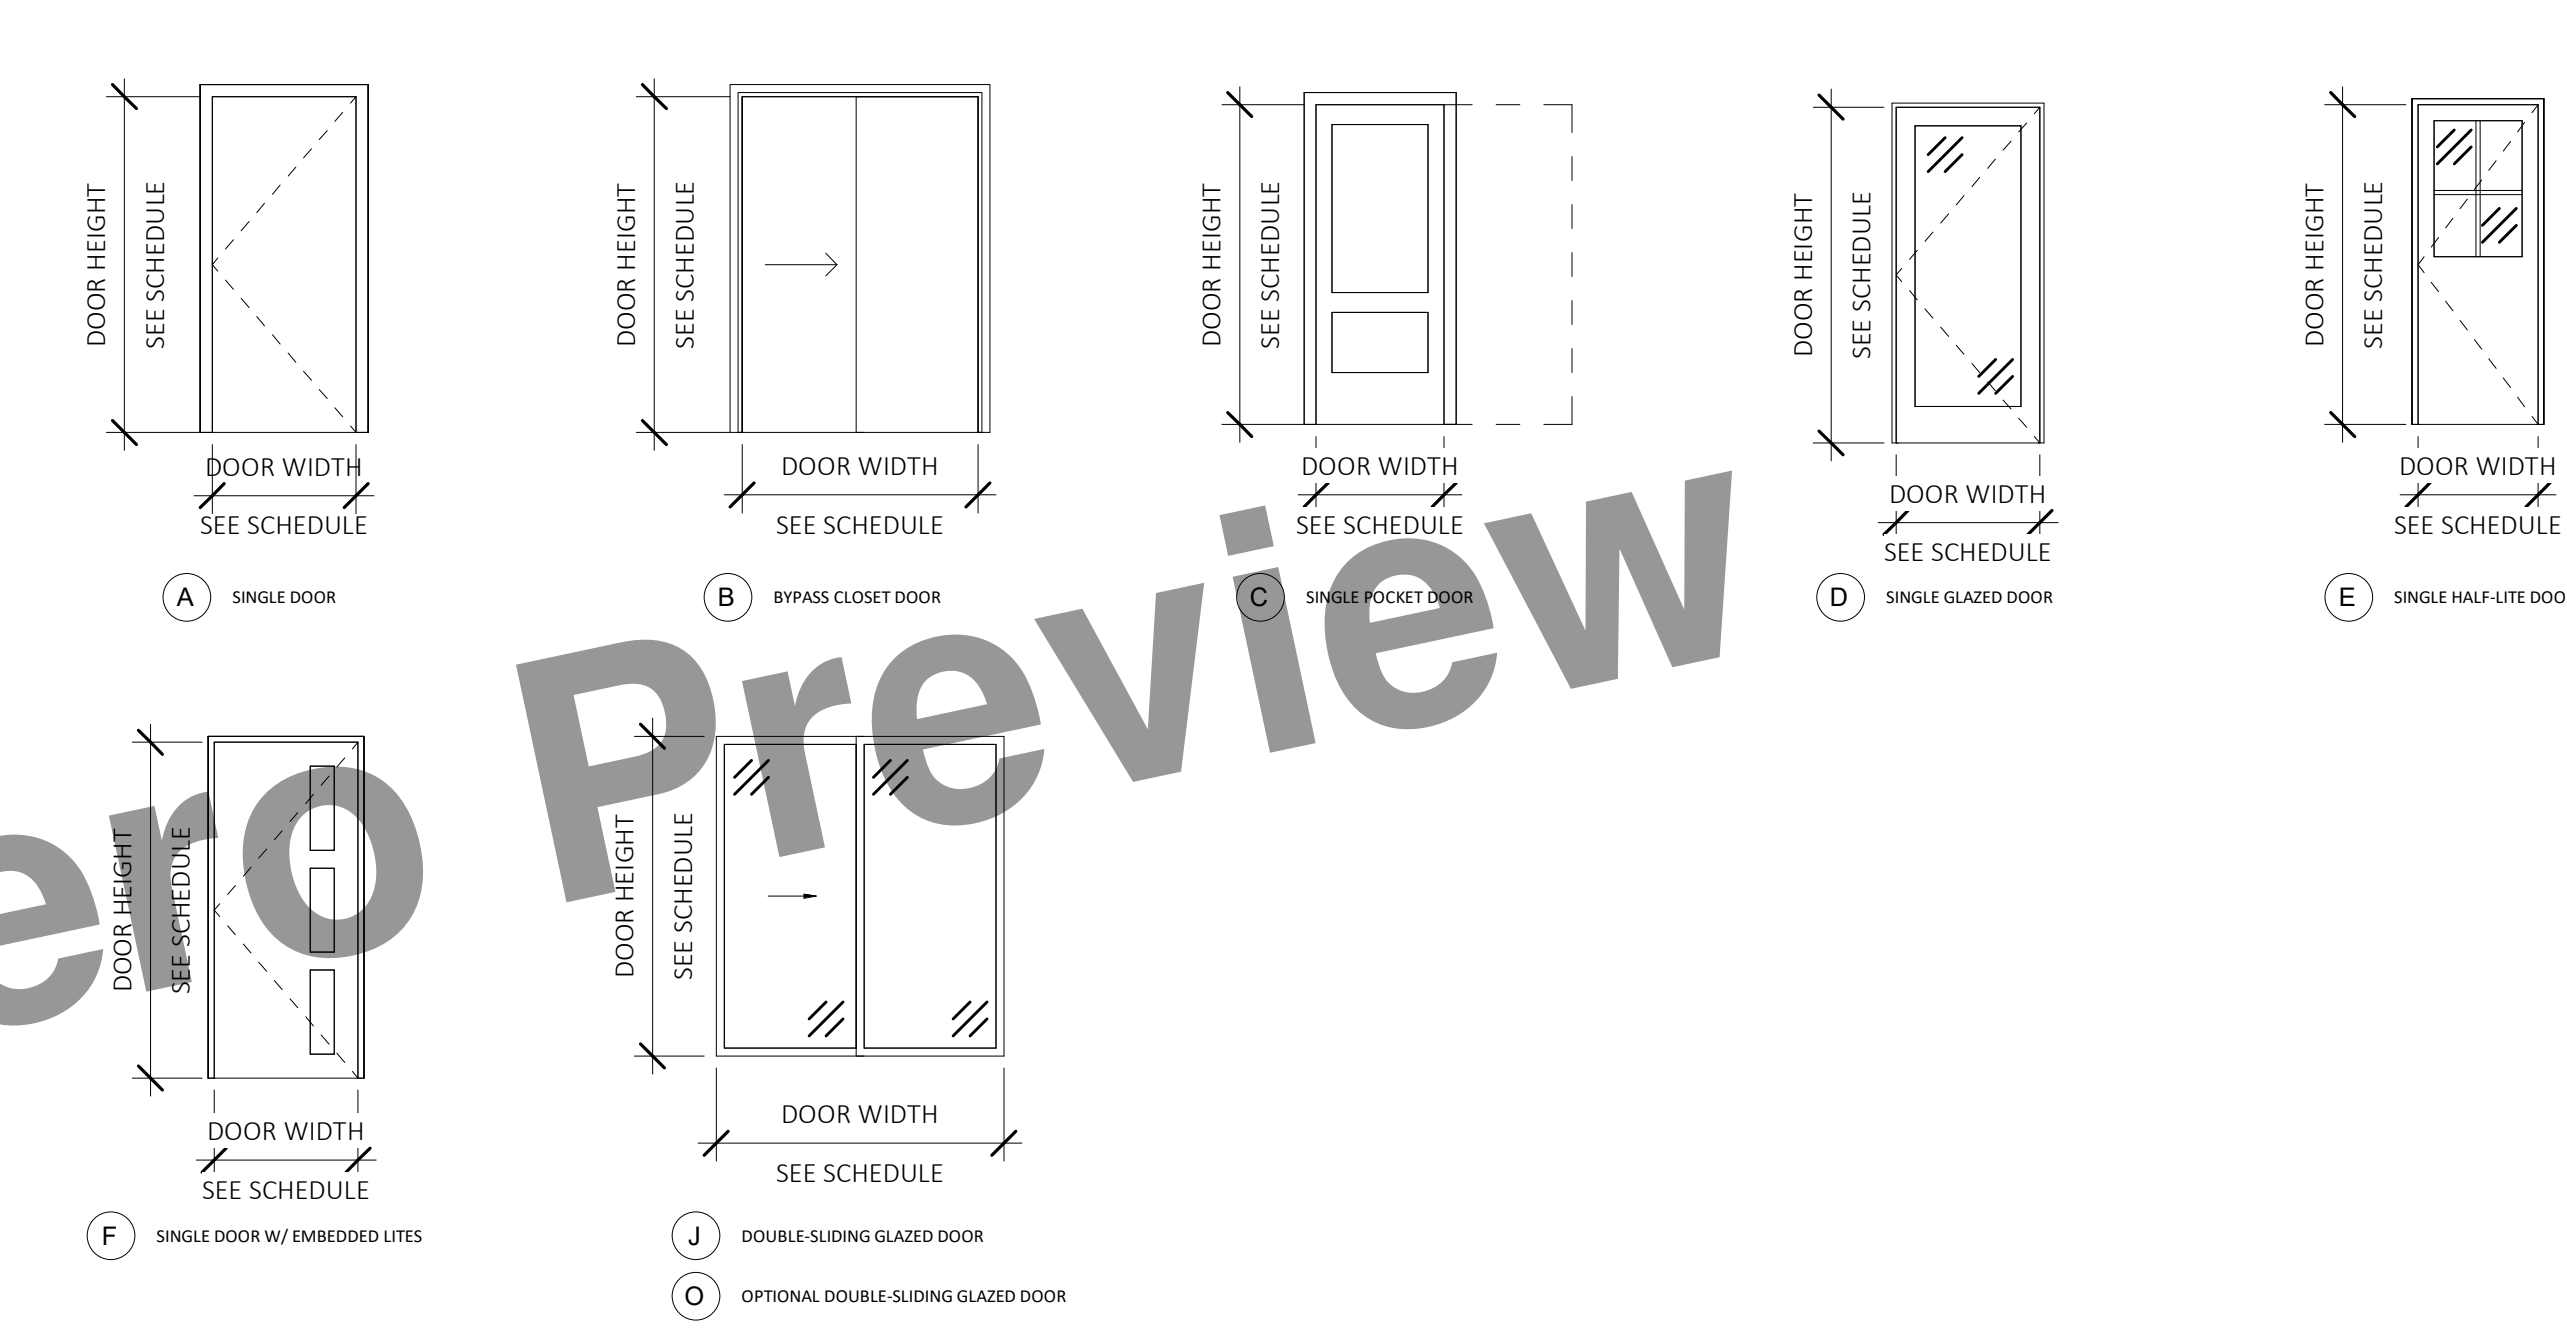 DOOR HEIGHT
SEE SCHEDULE
DOOR WIDTH
SEE SCHEDULE
A SINGLE DOOR
DOOR HEIGHT
SEE SCHEDULE
DOOR WIDTH
SEE SCHEDULE
B BYPASS CLOSET DOOR
DOOR HEIGHT
SEE SCHEDULE
DOOR WIDTH
SEE SCHEDULE
C SINGLE POCKET DOOR
DOOR HEIGHT
SEE SCHEDULE
DOOR WIDTH
SEE SCHEDULE
D SINGLE GLAZED DOOR
DOOR HEIGHT
SEE SCHEDULE
DOOR WIDTH
SEE SCHEDULE
E SINGLE HALF-LITE DOO
DOOR HEIGHT
SEE SCHEDULE
DOOR WIDTH
SEE SCHEDULE
F SINGLE DOOR W/ EMBEDDED LITES
DOOR HEIGHT
SEE SCHEDULE
DOOR WIDTH
SEE SCHEDULE
J DOUBLE-SLIDING GLAZED DOOR
O OPTIONAL DOUBLE-SLIDING GLAZED DOOR
ero Preview